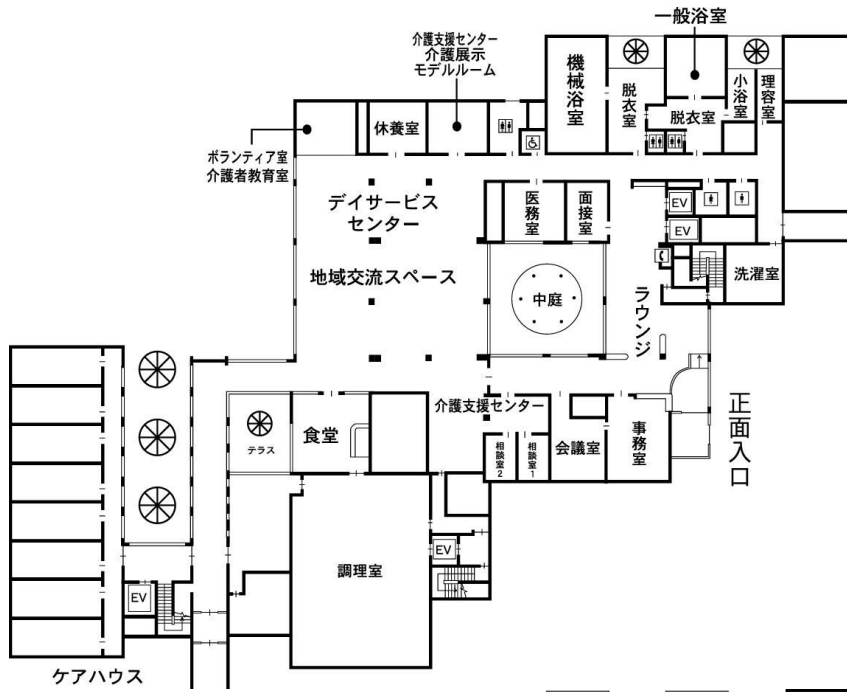 一般浴室
介護支援センター
介護展示
モデルルーム
機械浴室
脱衣室
脱衣室
小浴室
理容室
休養室
ボランティア室
介護者教育室
デイサービス
センター
医務室
面接室
EV
EV
地域交流スペース
中庭
ラウンジ
洗濯室
正面入口
介護支援センター
食堂
テラス
相談室2
相談室1
会議室
事務室
調理室
EV
EV
ケアハウス